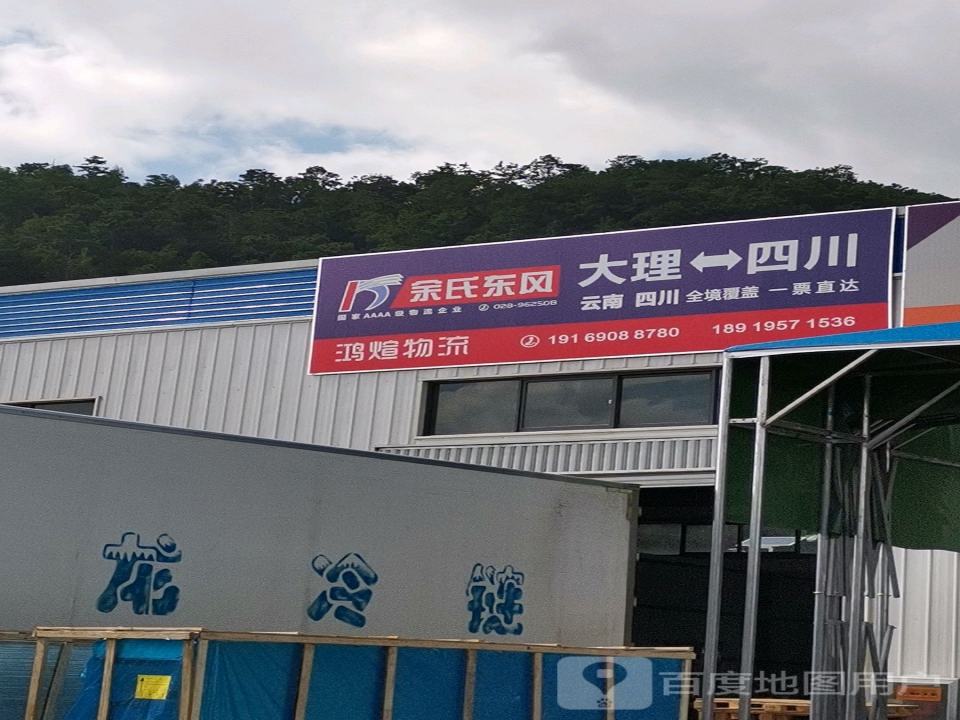 余氏东风
国家AAAA级物流企业 028-962508
大理↔四川
云南 四川 全境覆盖 一票直达
鸿煊物流 191 6908 8780 189 1957 1536
龙 冷 链
百度地图用户